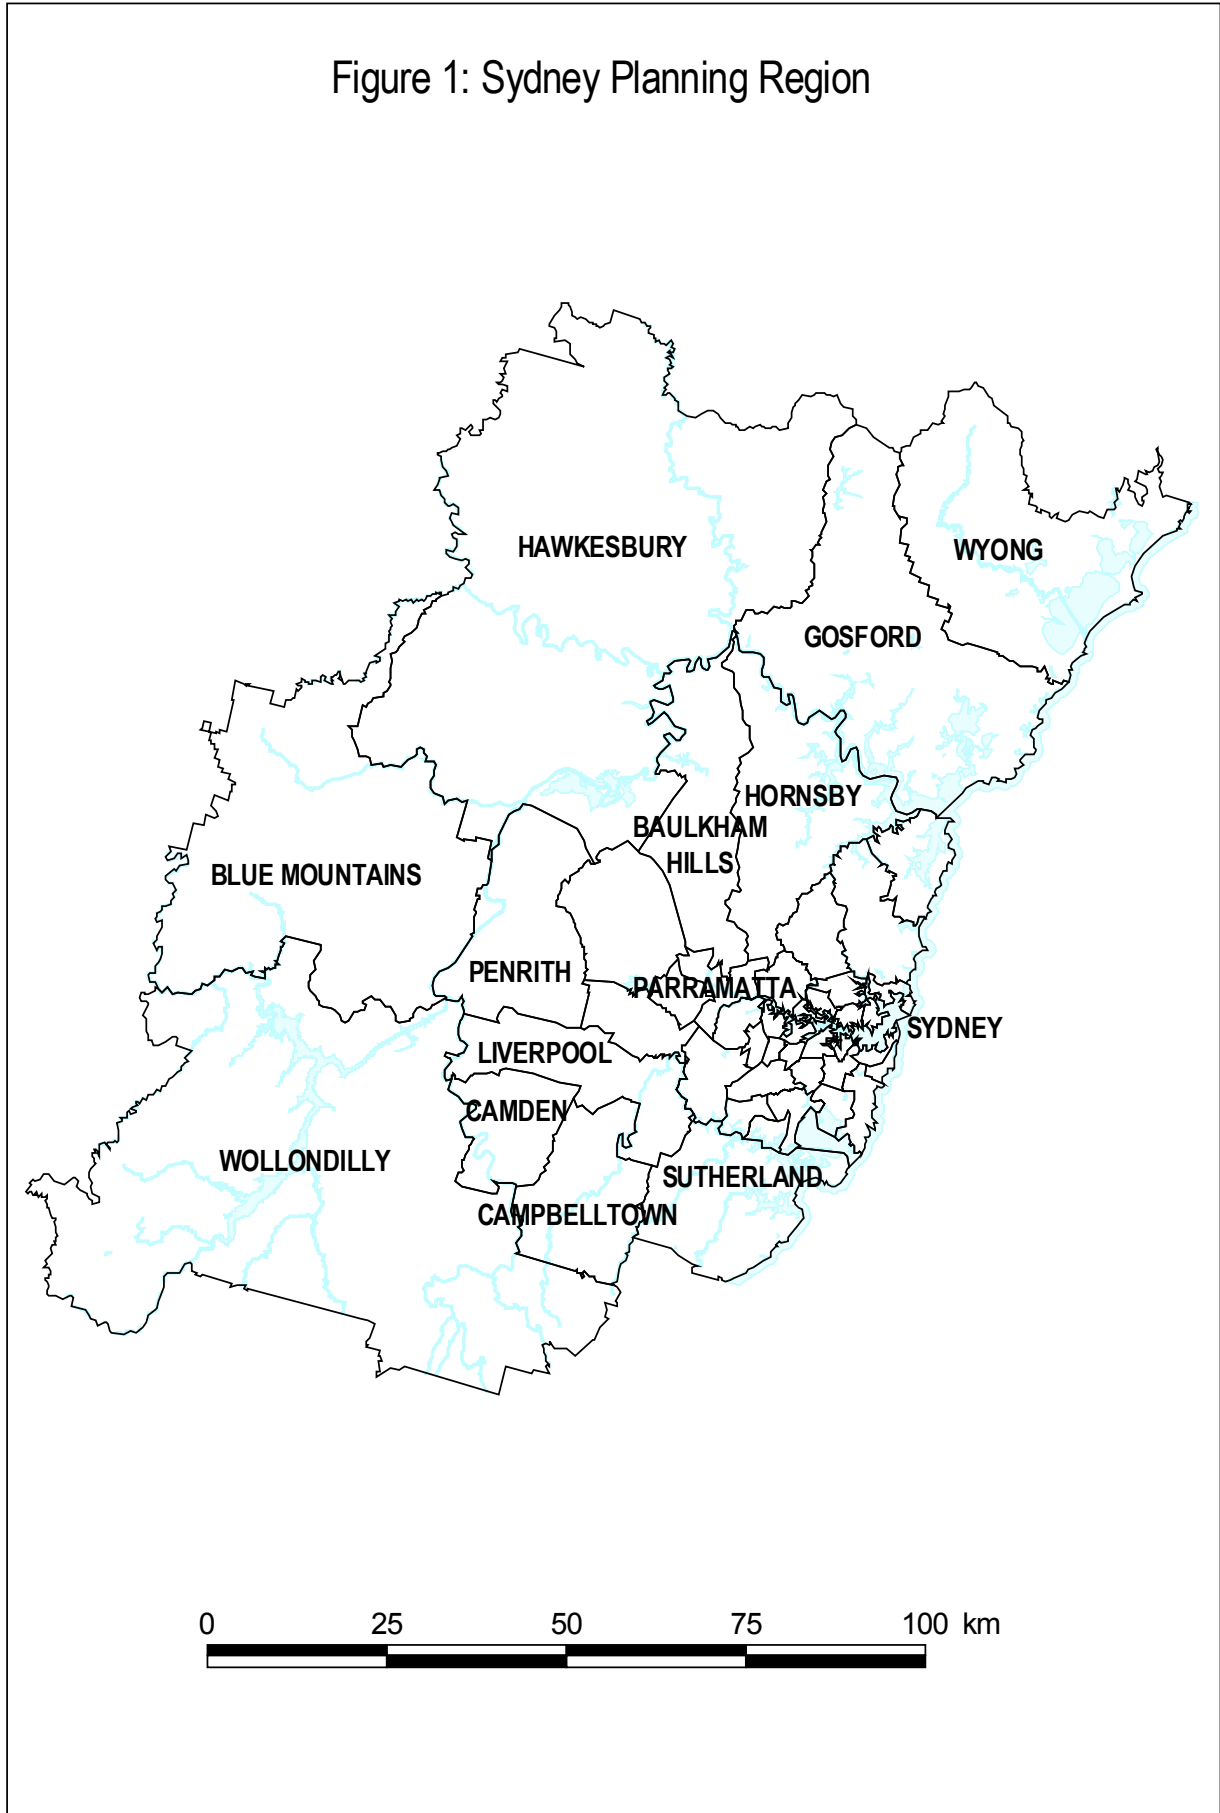 Figure 1: Sydney Planning Region
HAWKESBURY
WYONG
GOSFORD
HORNSBY
BAULKHAM
HILLS
BLUE MOUNTAINS
PENRITH
PARRAMATTA
SYDNEY
LIVERPOOL
CAMDEN
WOLLONDILLY
SUTHERLAND
CAMPBELLTOWN
0 25 50 75 100 km